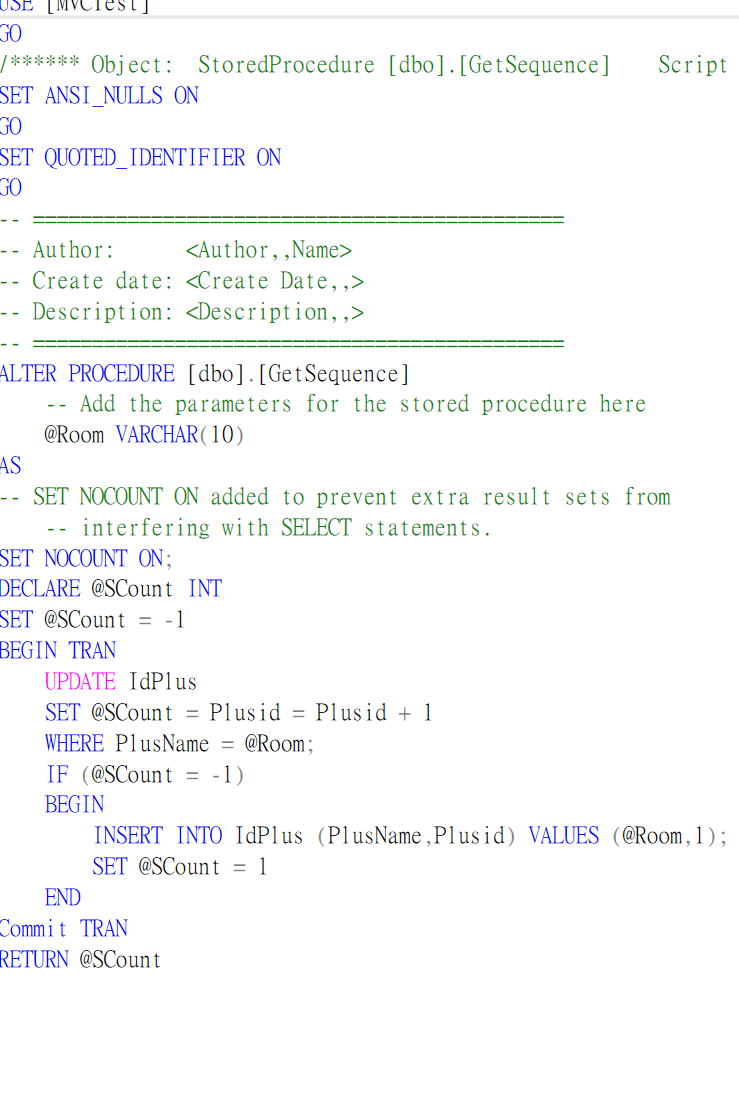 USE [MVCTest]
GO
/****** Object:  StoredProcedure [dbo].[GetSequence]    Script
SET ANSI_NULLS ON
GO
SET QUOTED_IDENTIFIER ON
GO
-- =============================================
-- Author:      <Author,,Name>
-- Create date: <Create Date,,>
-- Description: <Description,,>
-- =============================================
ALTER PROCEDURE [dbo].[GetSequence]
    -- Add the parameters for the stored procedure here
    @Room VARCHAR(10)
AS
-- SET NOCOUNT ON added to prevent extra result sets from
    -- interfering with SELECT statements.
SET NOCOUNT ON;
DECLARE @SCount INT
SET @SCount = -1
BEGIN TRAN
    UPDATE IdPlus
    SET @SCount = Plusid = Plusid + 1
    WHERE PlusName = @Room;
    IF (@SCount = -1)
    BEGIN
        INSERT INTO IdPlus (PlusName,Plusid) VALUES (@Room,1);
        SET @SCount = 1
    END
Commit TRAN
RETURN @SCount